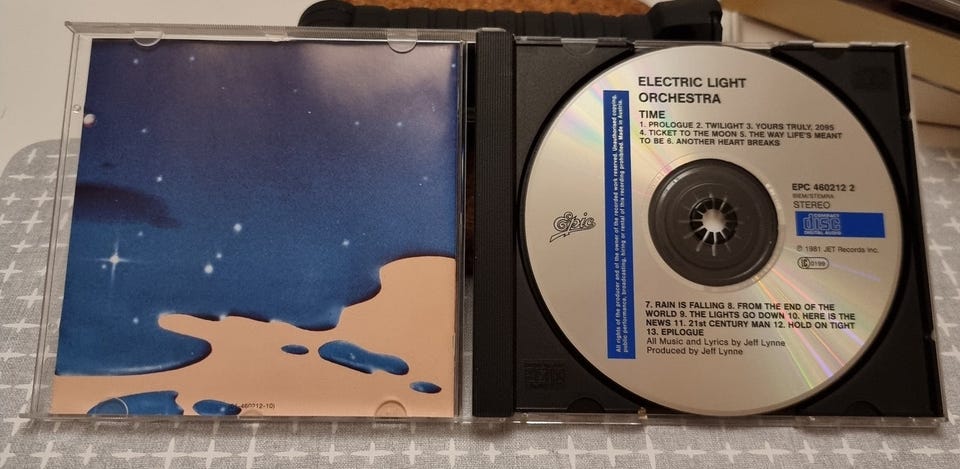 ELECTRIC LIGHT
ORCHESTRA
TIME
1. PROLOGUE 2. TWILIGHT 3. YOURS TRULY, 2095
4. TICKET TO THE MOON 5. THE WAY LIFE'S MEANT
TO BE 6. ANOTHER HEART BREAKS
All rights of the producer and of the owner of the recorded work reserved. Unauthorised copying,
public performance, broadcasting, hiring or rental of this recording prohibited. Made in Austria.
Epic
EPC 460212 2
BIEM/STEMRA
STEREO
COMPACT
disc
DIGITAL AUDIO
℗ 1981 JET Records Inc.
LC 0199
7. RAIN IS FALLING 8. FROM THE END OF THE
WORLD 9. THE LIGHTS GO DOWN 10. HERE IS THE
NEWS 11. 21st CENTURY MAN 12. HOLD ON TIGHT
13. EPILOGUE
All Music and Lyrics by Jeff Lynne
Produced by Jeff Lynne
460212-10)